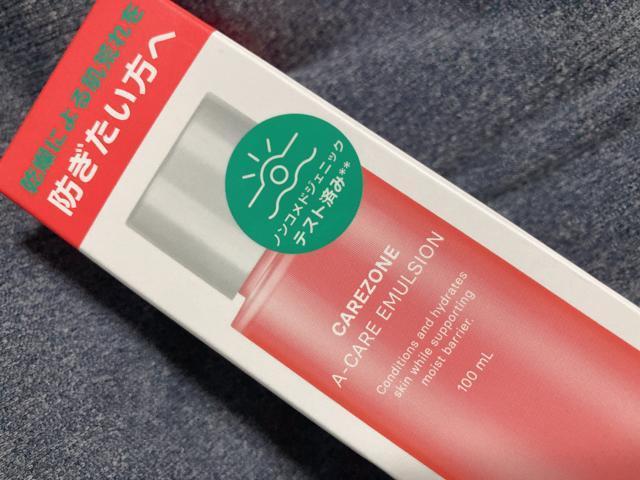 乾燥による肌荒れを
防ぎたい方へ
ノンコメドジェニック
テスト済み**
CAREZONE
A-CARE EMULSION
Conditions and hydrates
skin while supporting
moist barrier.
100 mL